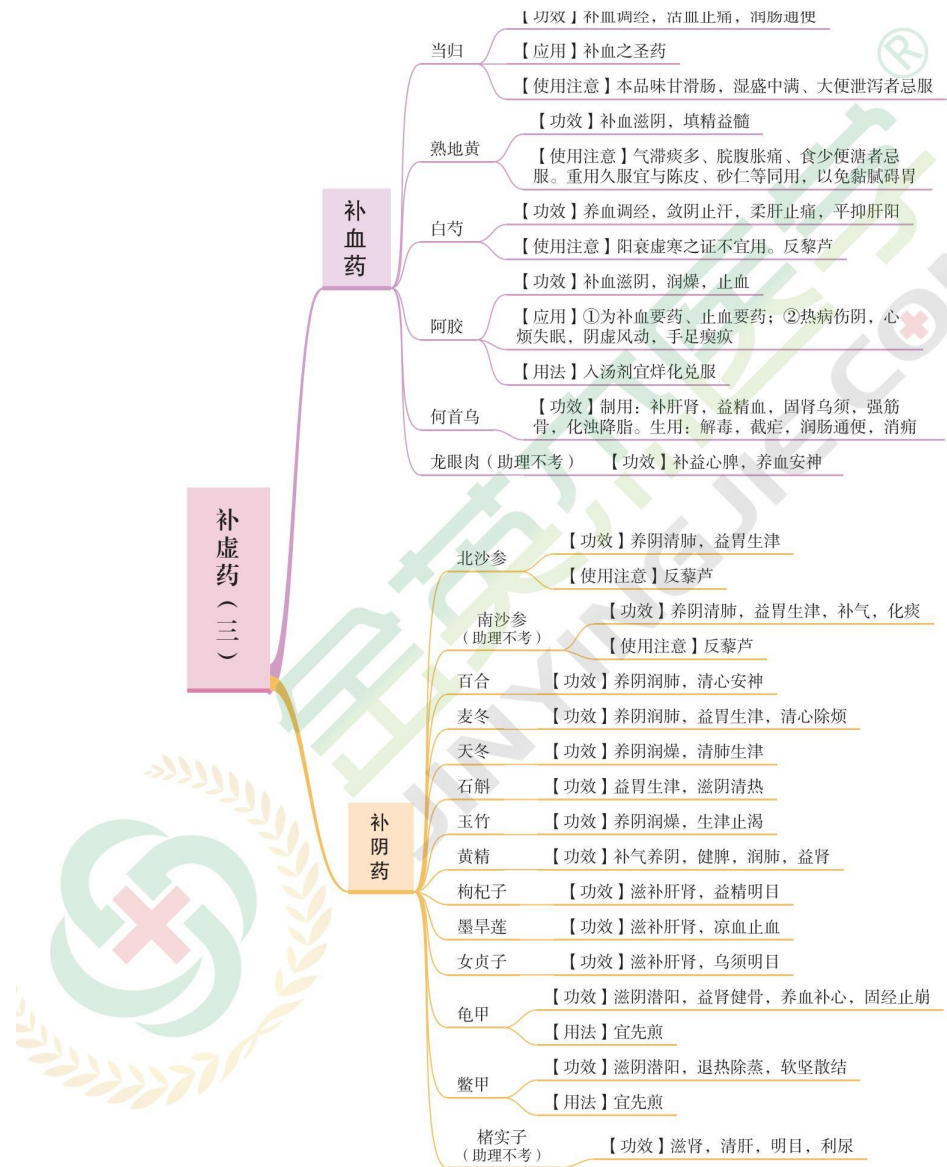 【功效】补血调经，活血止痛，润肠通便
当归
【应用】补血之圣药
【使用注意】本品味甘滑肠，湿盛中满、大便泄泻者忌服
【功效】补血滋阴，填精益髓
熟地黄
【使用注意】气滞痰多、脘腹胀痛、食少便溏者忌
服。重用久服宜与陈皮、砂仁等同用，以免黏腻碍胃
补血药
【功效】养血调经，敛阴止汗，柔肝止痛，平抑肝阳
白芍
【使用注意】阳衰虚寒之证不宜用。反藜芦
【功效】补血滋阴，润燥，止血
阿胶
【应用】①为补血要药、止血要药；②热病伤阴，心
烦失眠，阴虚风动，手足瘈疭
【用法】入汤剂宜烊化兑服
何首乌
【功效】制用：补肝肾，益精血，固肾乌须，强筋
骨，化浊降脂。生用：解毒，截疟，润肠通便，消痈
龙眼肉（助理不考） 【功效】补益心脾，养血安神
补虚药（三）
北沙参
【功效】养阴清肺，益胃生津
【使用注意】反藜芦
南沙参
（助理不考）
【功效】养阴清肺，益胃生津，补气，化痰
【使用注意】反藜芦
百合 【功效】养阴润肺，清心安神
麦冬 【功效】养阴润肺，益胃生津，清心除烦
天冬 【功效】养阴润燥，清肺生津
石斛 【功效】益胃生津，滋阴清热
补阴药
玉竹 【功效】养阴润燥，生津止渴
黄精 【功效】补气养阴，健脾，润肺，益肾
枸杞子 【功效】滋补肝肾，益精明目
墨旱莲 【功效】滋补肝肾，凉血止血
女贞子 【功效】滋补肝肾，乌须明目
龟甲
【功效】滋阴潜阳，益肾健骨，养血补心，固经止崩
【用法】宜先煎
鳖甲
【功效】滋阴潜阳，退热除蒸，软坚散结
【用法】宜先煎
楮实子
（助理不考）
【功效】滋肾，清肝，明目，利尿
金英杰医学
®
JINYINGJIE.COM